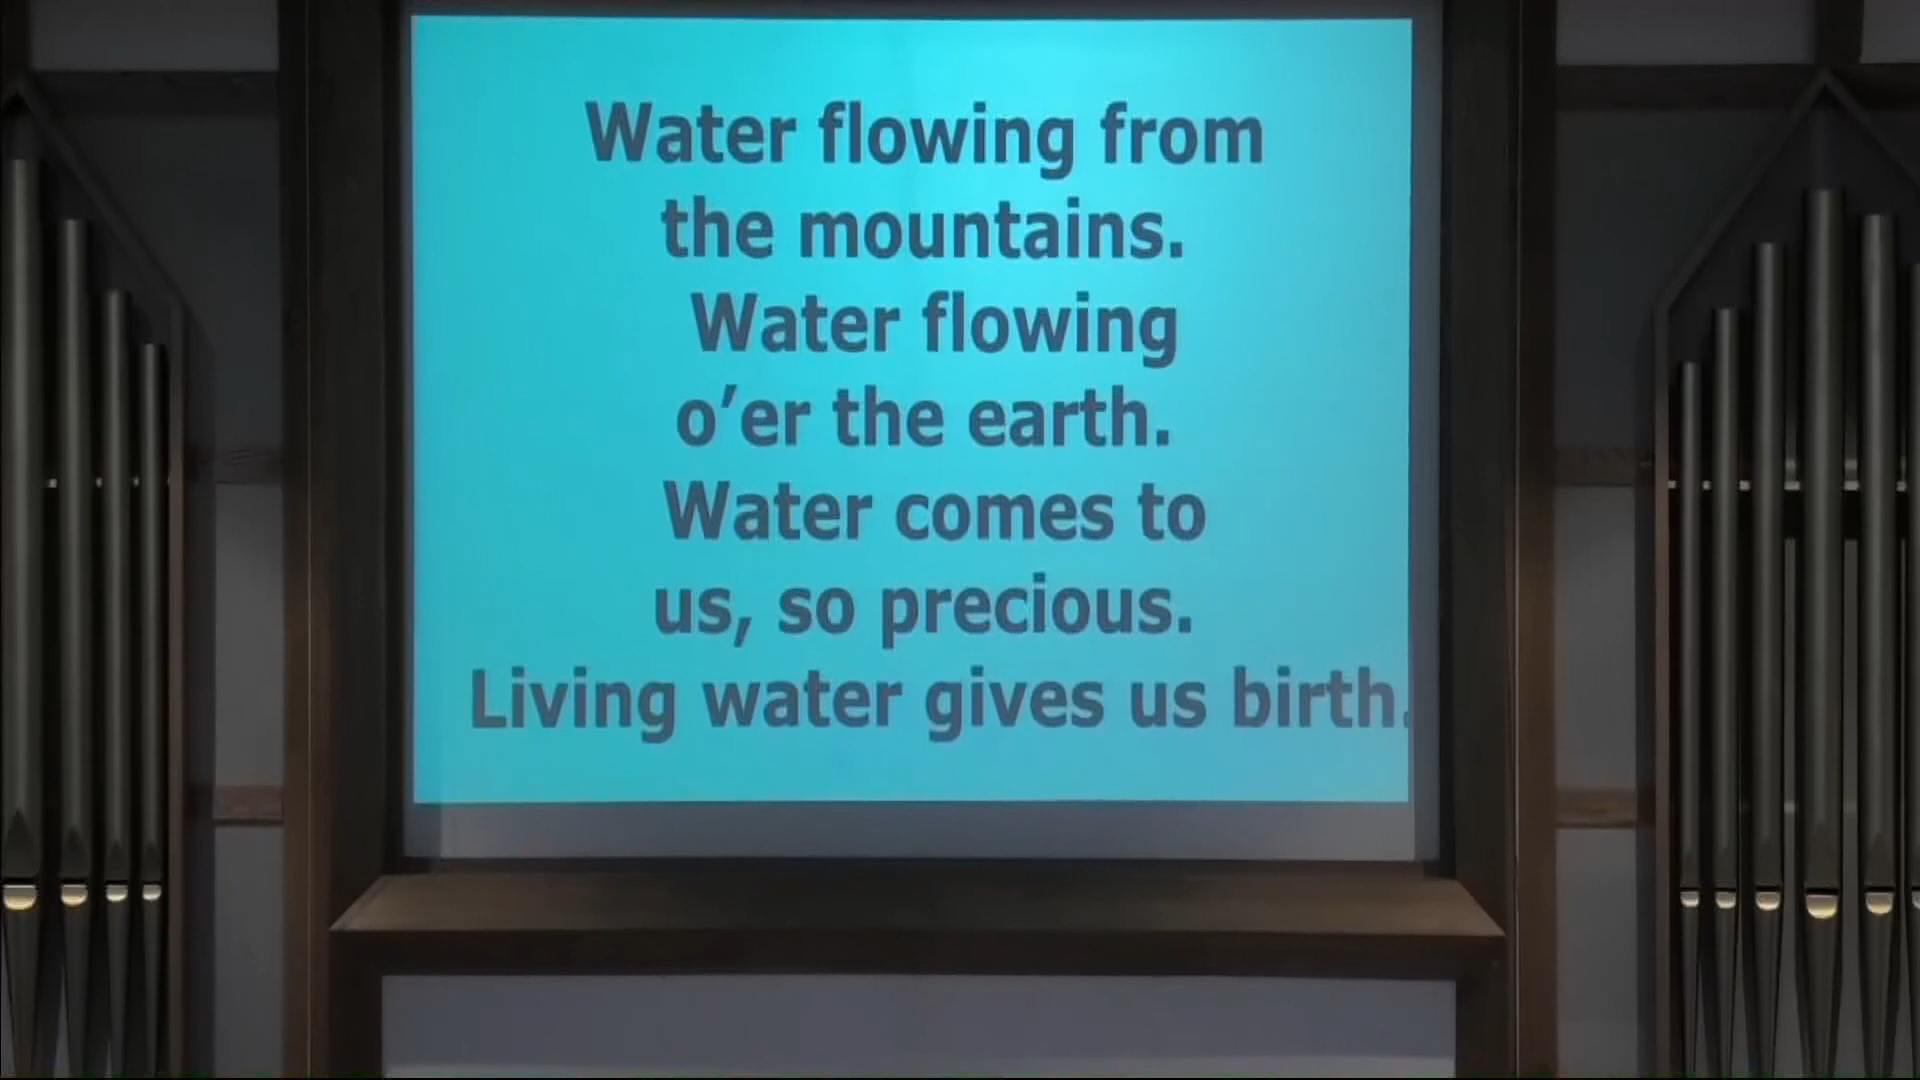 Water flowing from
the mountains.
Water flowing
o’er the earth.
Water comes to
us, so precious.
Living water gives us birth.